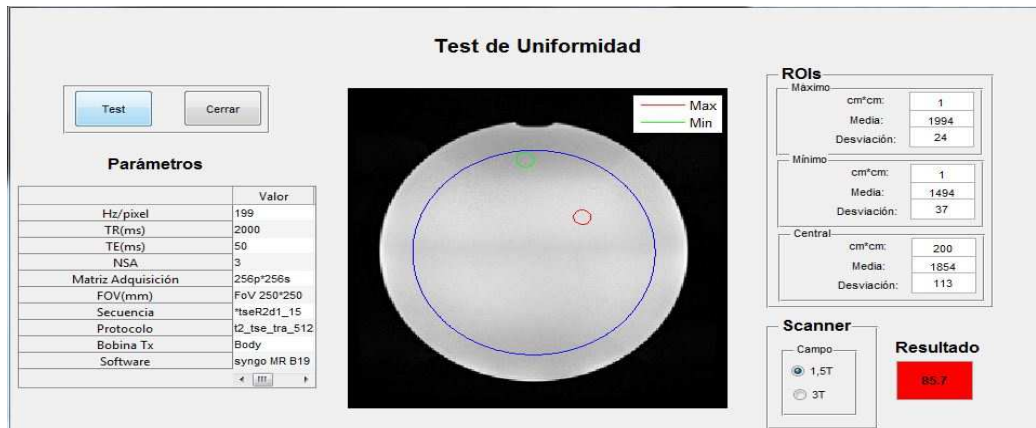 Test de Uniformidad
Test
Cerrar
Parámetros
Valor
Hz/pixel 199
TR(ms) 2000
TE(ms) 50
NSA 3
Matriz Adquisición 256p*256s
FOV(mm) FoV 250*250
Secuencia *tseR2d1_15
Protocolo t2_tse_tra_512
Bobina Tx Body
Software syngo MR B19
Max
Min
ROIs
Máximo
cm*cm: 1
Media: 1994
Desviación: 24
Mínimo
cm*cm: 1
Media: 1494
Desviación: 37
Central
cm*cm: 200
Media: 1854
Desviación: 113
Scanner
Campo
1,5T
3T
Resultado
85.7